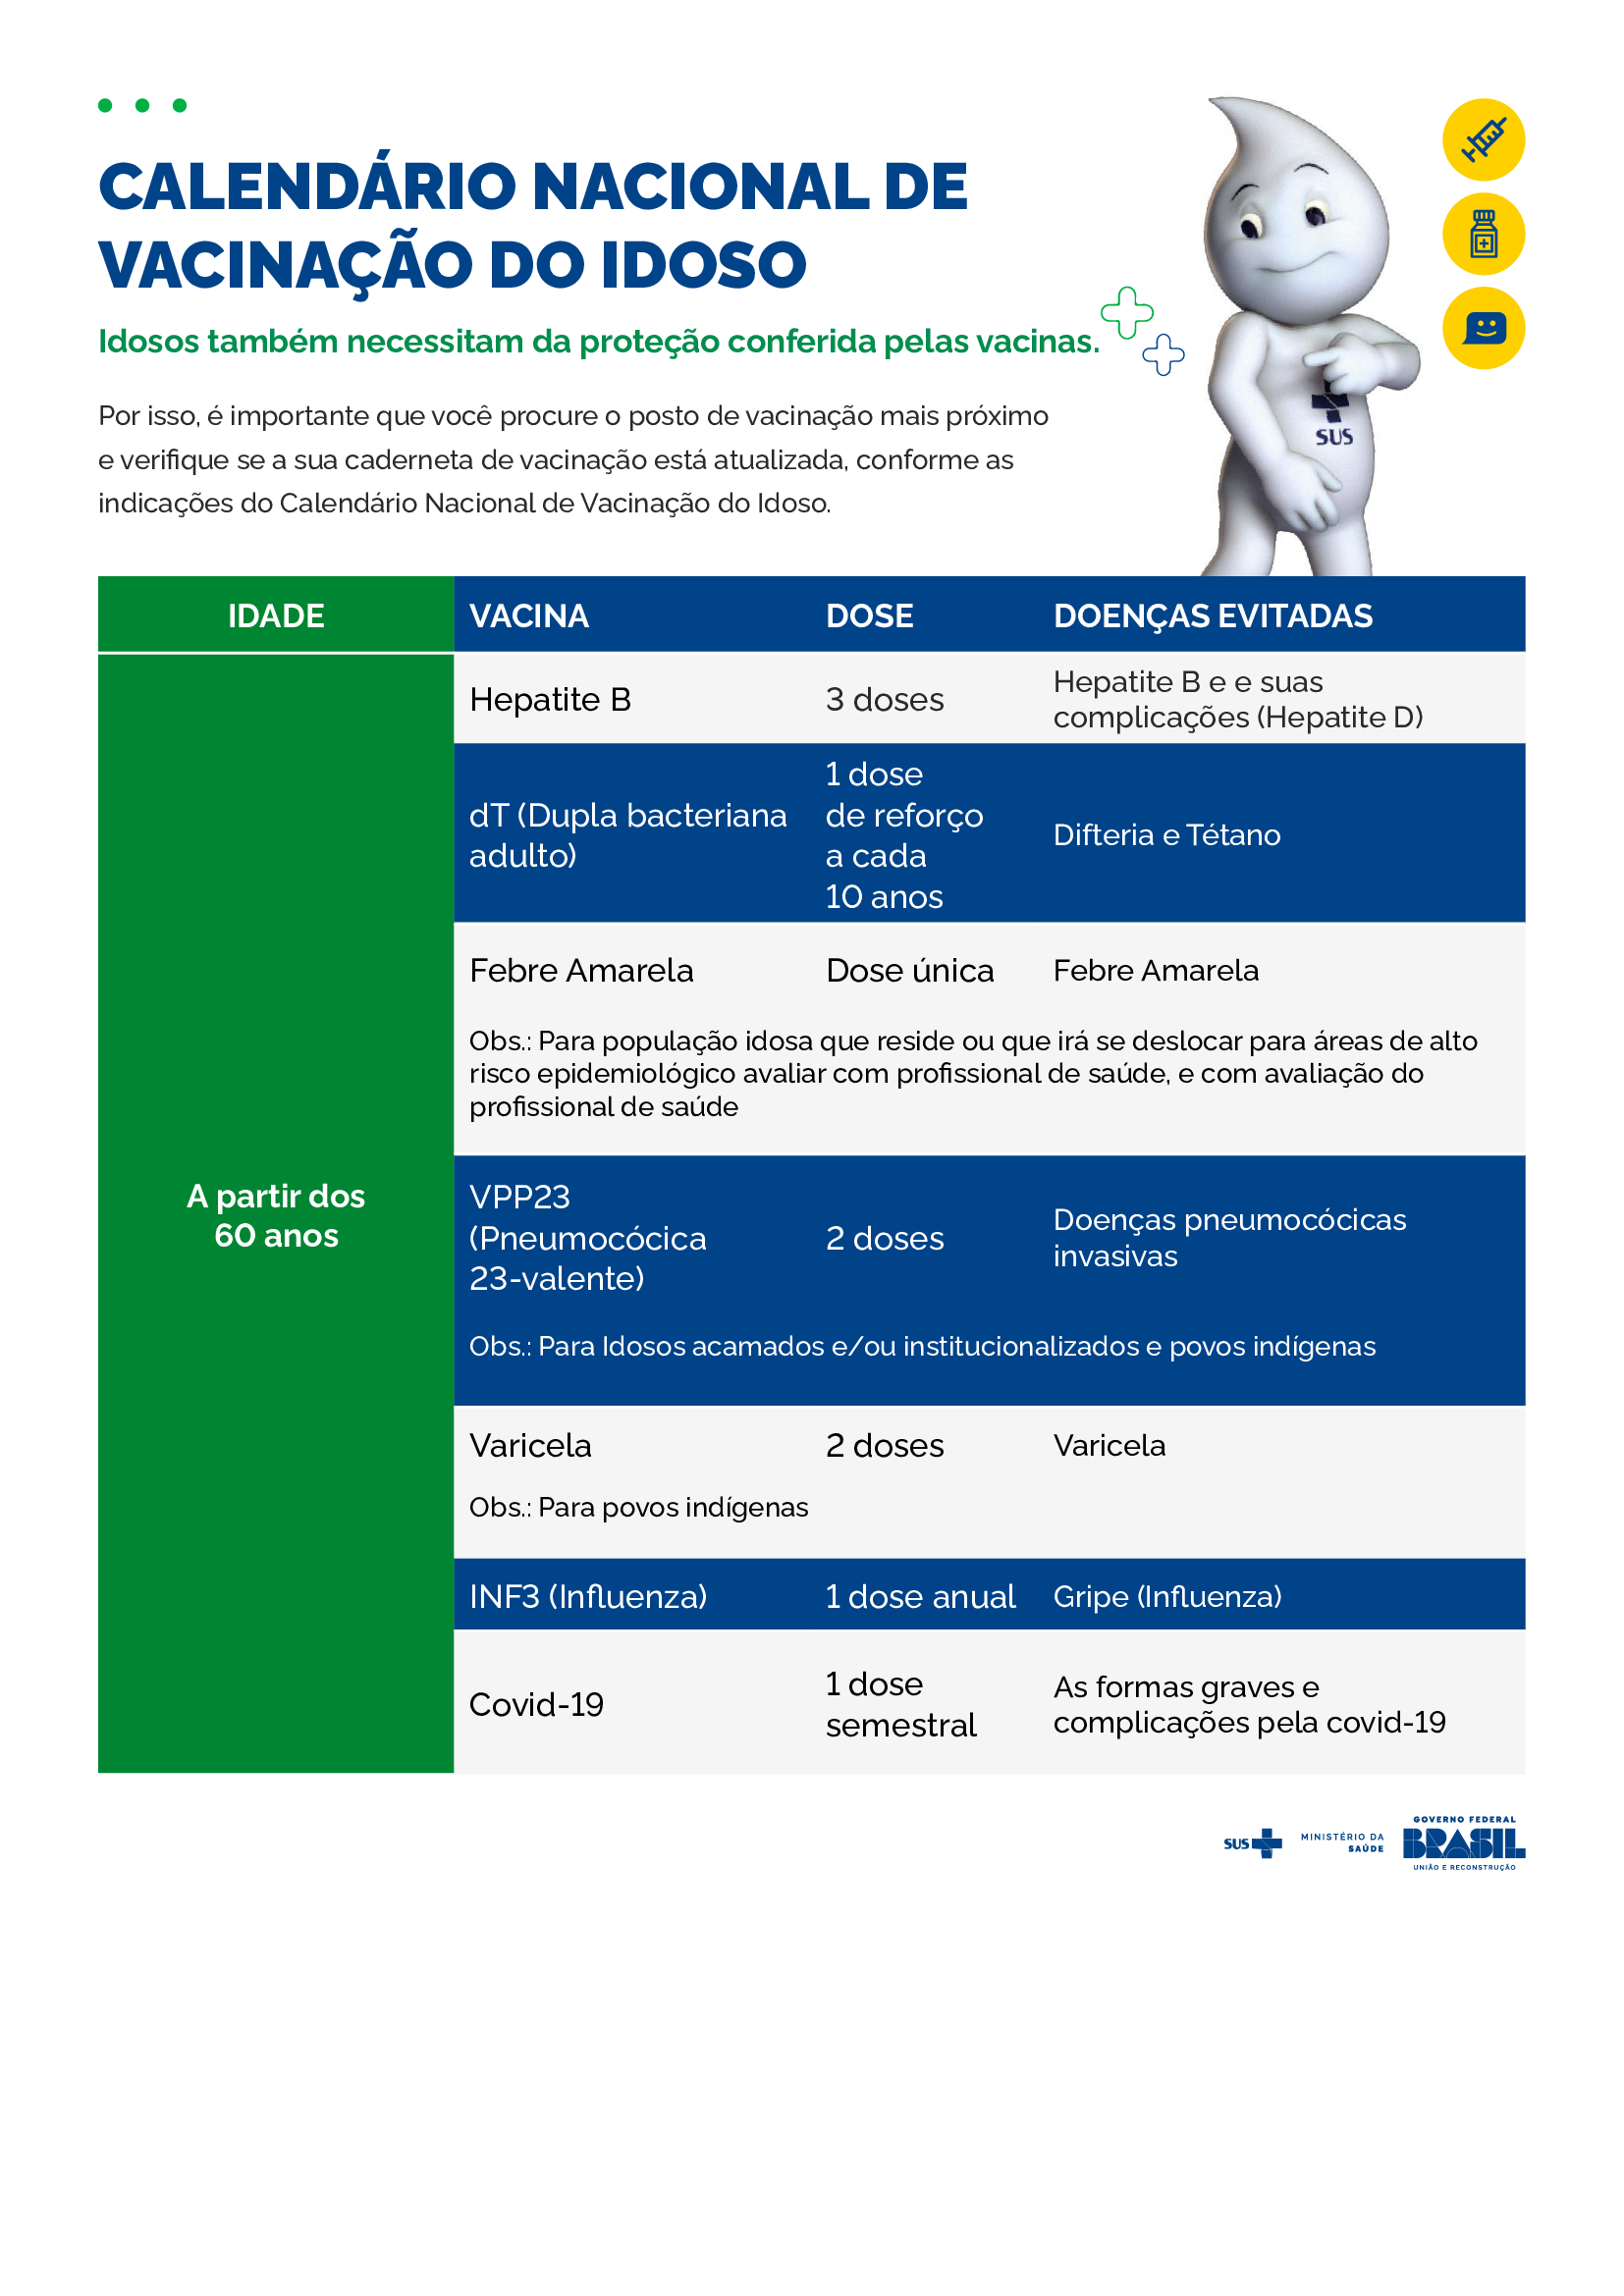 CALENDÁRIO NACIONAL DE
VACINAÇÃO DO IDOSO
Idosos também necessitam da proteção conferida pelas vacinas.
Por isso, é importante que você procure o posto de vacinação mais próximo
e verifique se a sua caderneta de vacinação está atualizada, conforme as
indicações do Calendário Nacional de Vacinação do Idoso.
SUS
IDADE VACINA DOSE DOENÇAS EVITADAS
A partir dos
60 anos
Hepatite B
3 doses
Hepatite B e e suas
complicações (Hepatite D)
dT (Dupla bacteriana
adulto)
1 dose
de reforço
a cada
10 anos
Difteria e Tétano
Febre Amarela Dose única Febre Amarela
Obs.: Para população idosa que reside ou que irá se deslocar para áreas de alto
risco epidemiológico avaliar com profissional de saúde, e com avaliação do
profissional de saúde
VPP23
(Pneumocócica
23-valente)
2 doses
Doenças pneumocócicas
invasivas
Obs.: Para Idosos acamados e/ou institucionalizados e povos indígenas
Varicela 2 doses Varicela
Obs.: Para povos indígenas
INF3 (Influenza) 1 dose anual Gripe (Influenza)
Covid-19
1 dose
semestral
As formas graves e
complicações pela covid-19
SUS
MINISTÉRIO DA
SAÚDE
GOVERNO FEDERAL
BRASIL
UNIÃO E RECONSTRUÇÃO